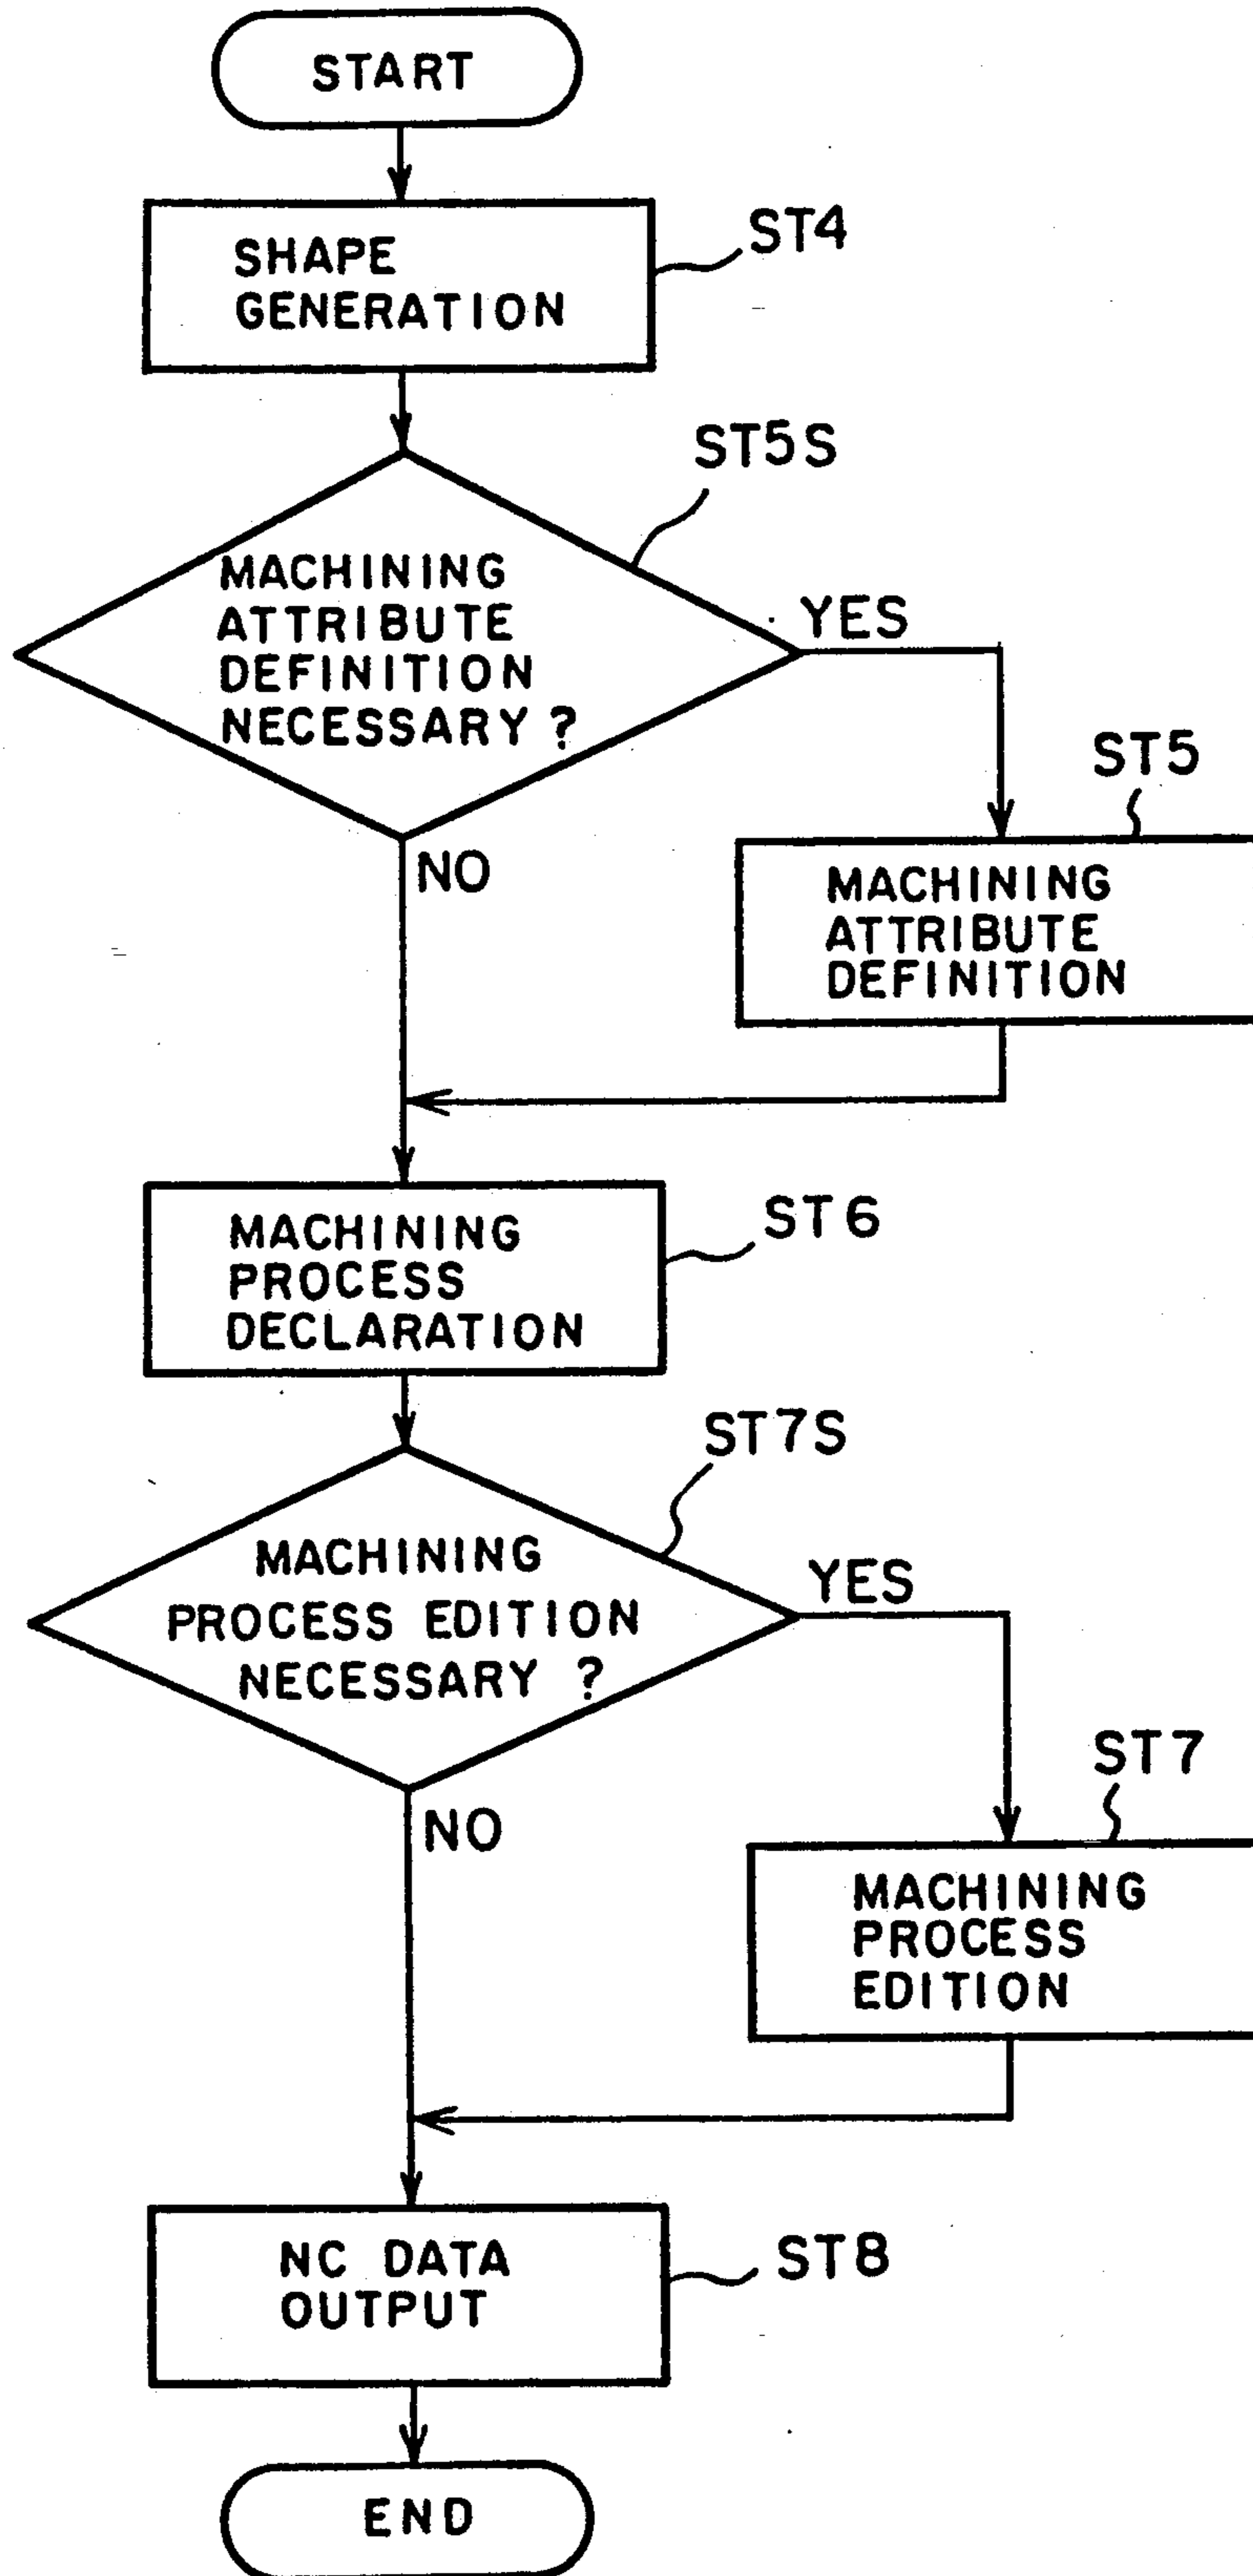 START
SHAPE
GENERATION
ST4
ST5S
MACHINING
ATTRIBUTE
DEFINITION
NECESSARY ?
YES
NO
ST5
MACHINING
ATTRIBUTE
DEFINITION
MACHINING
PROCESS
DECLARATION
ST6
ST7S
MACHINING
PROCESS EDITION
NECESSARY ?
YES
NO
ST7
MACHINING
PROCESS
EDITION
NC DATA
OUTPUT
ST8
END